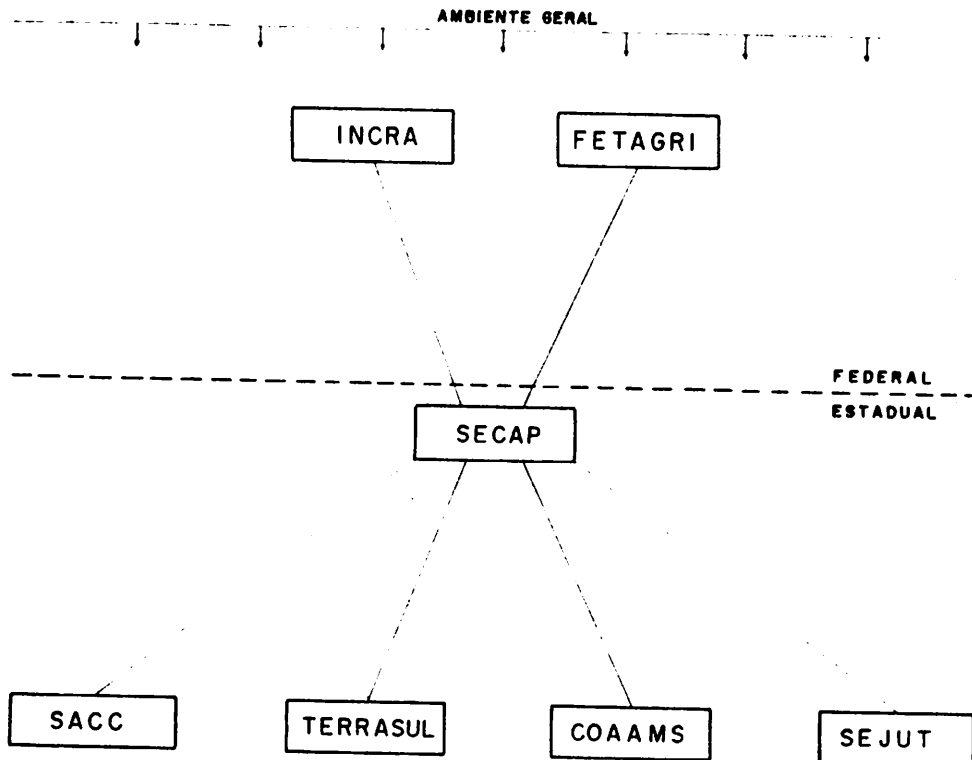 AMBIENTE GERAL
INCRA
FETAGRI
FEDERAL
ESTADUAL
SECAP
SACC
TERRASUL
COAAMS
SEJUT